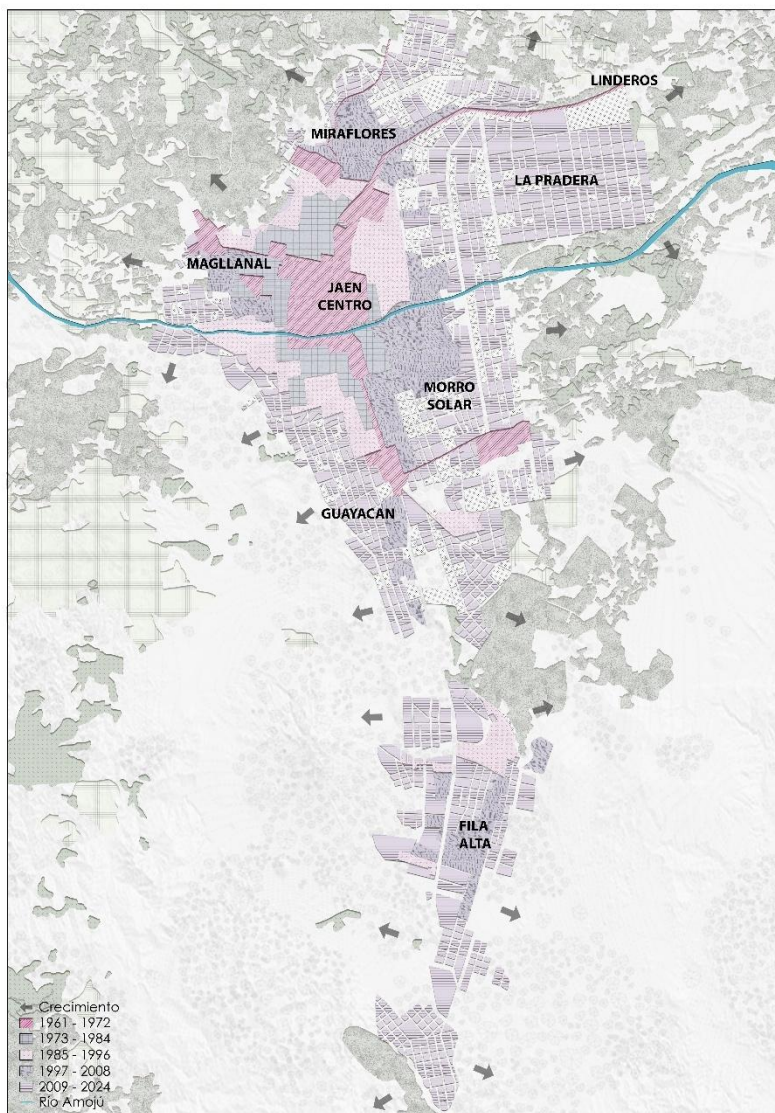 LINDEROS
MIRAFLORES
LA PRADERA
MAGLLANAL
JAEN
CENTRO
MORRO
SOLAR
GUAYACAN
FILA
ALTA
Crecimiento
1961 - 1972
1973 - 1984
1985 - 1996
1997 - 2008
2009 - 2024
Río Amojú